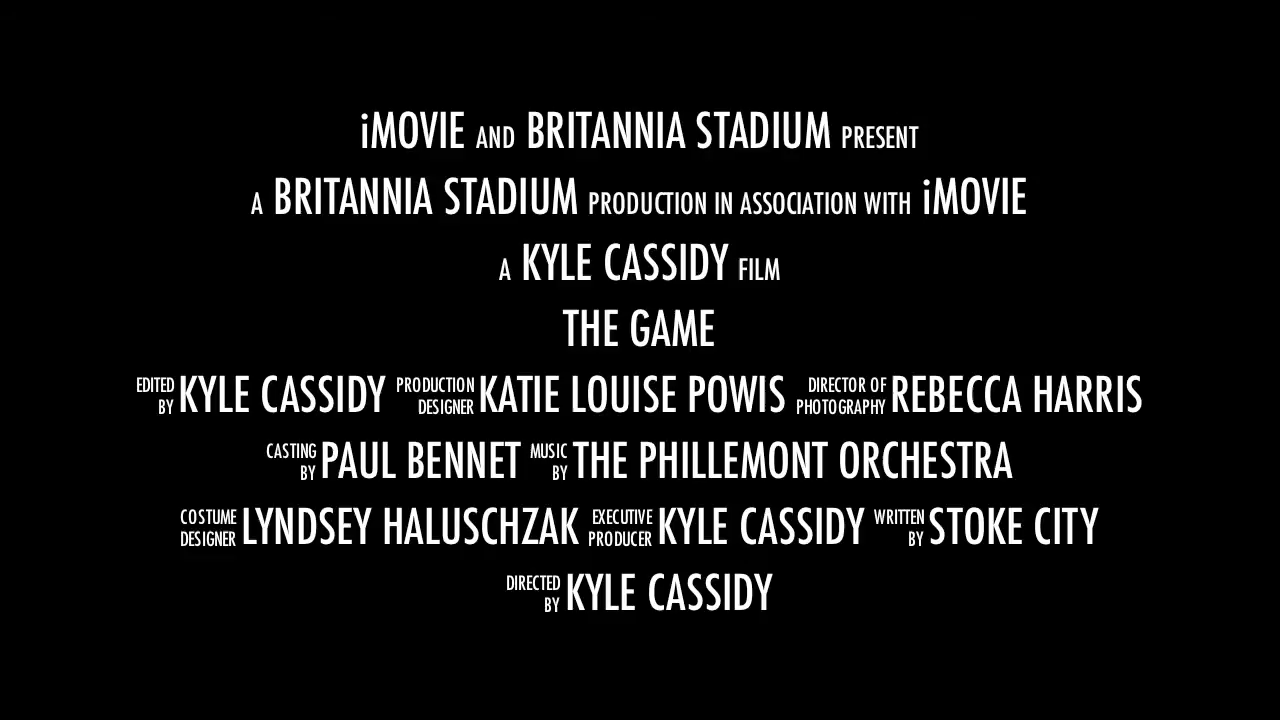 iMOVIE AND BRITANNIA STADIUM PRESENT
A BRITANNIA STADIUM PRODUCTION IN ASSOCIATION WITH iMOVIE
A KYLE CASSIDY FILM
THE GAME
EDITED BY KYLE CASSIDY PRODUCTION DESIGNER KATIE LOUISE POWIS DIRECTOR OF PHOTOGRAPHY REBECCA HARRIS
CASTING BY PAUL BENNET MUSIC BY THE PHILLEMONT ORCHESTRA
COSTUME DESIGNER LYNDSEY HALUSCHZAK EXECUTIVE PRODUCER KYLE CASSIDY WRITTEN BY STOKE CITY
DIRECTED BY KYLE CASSIDY